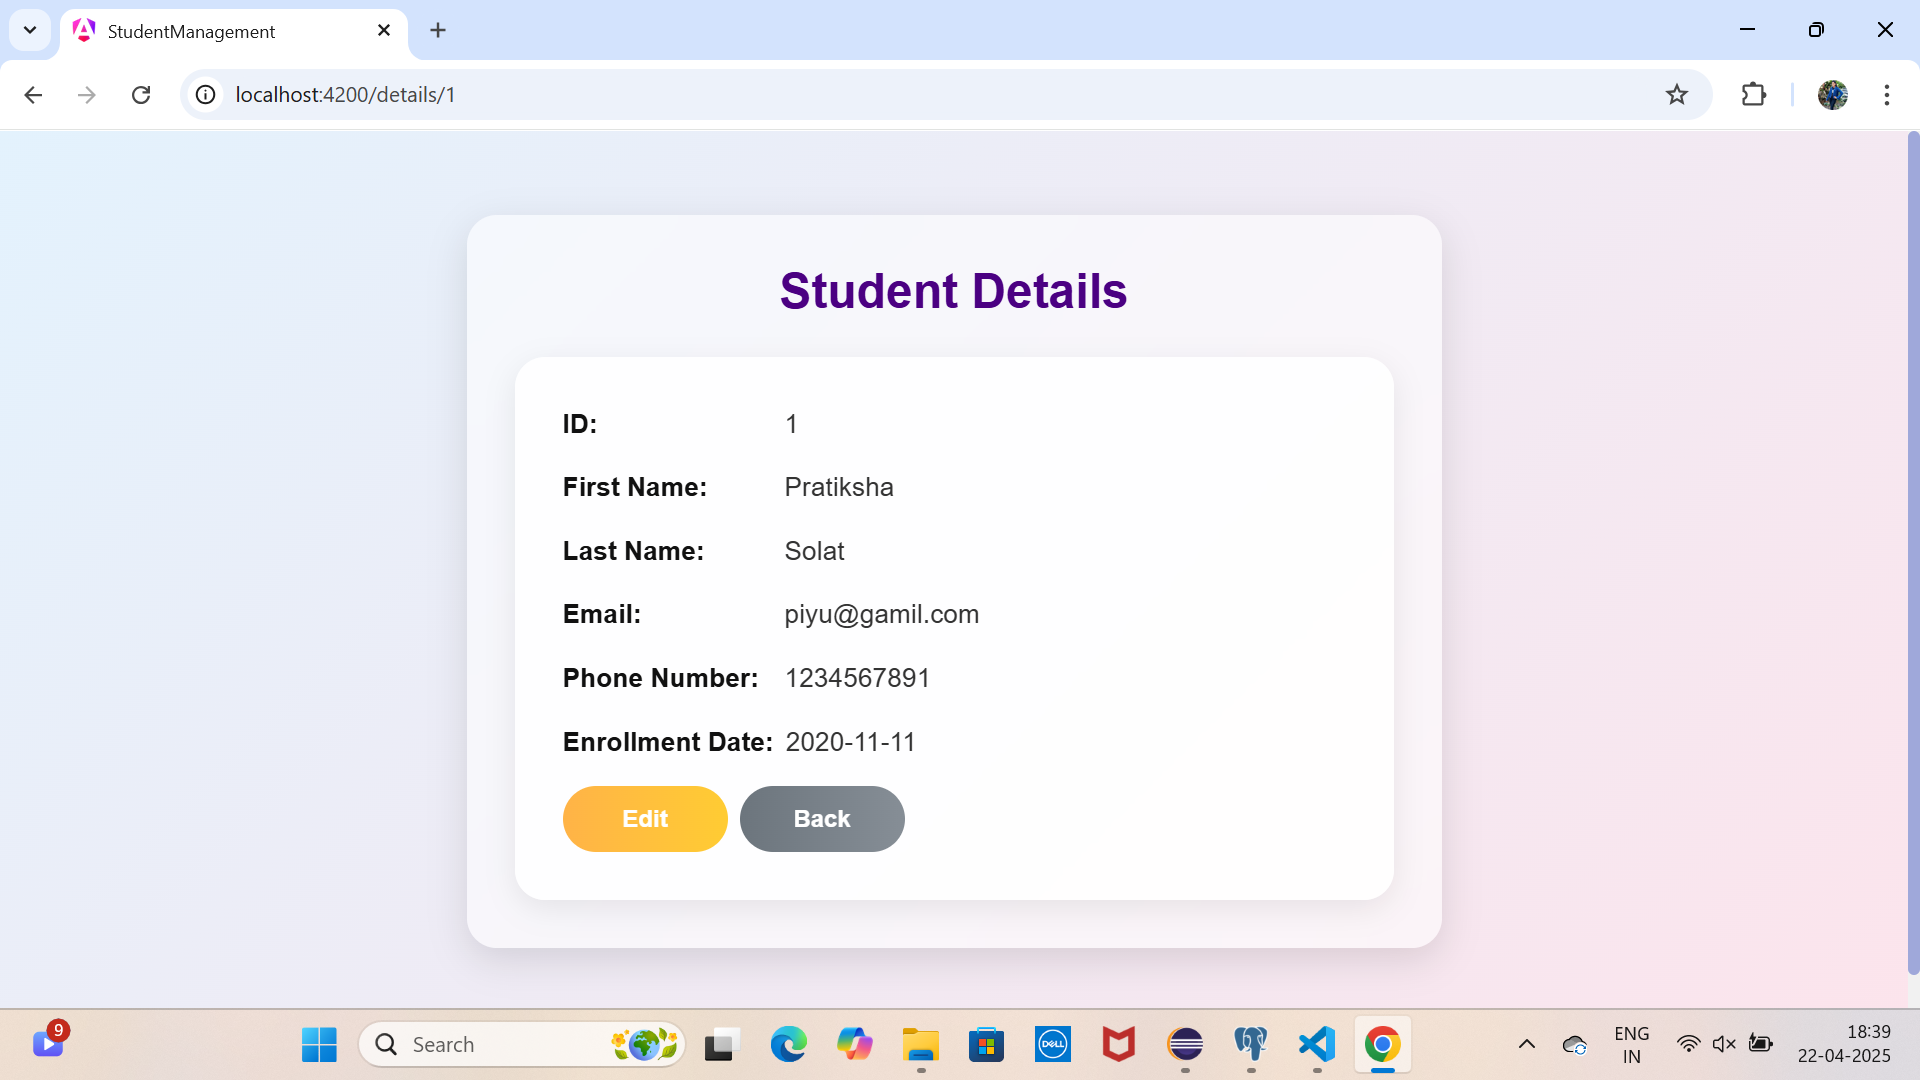 StudentManagement
localhost:4200/details/1
Student Details
ID: 1
First Name: Pratiksha
Last Name: Solat
Email: piyu@gamil.com
Phone Number: 1234567891
Enrollment Date: 2020-11-11
Edit Back
9
Search
DELL
ENG
IN
18:39
22-04-2025